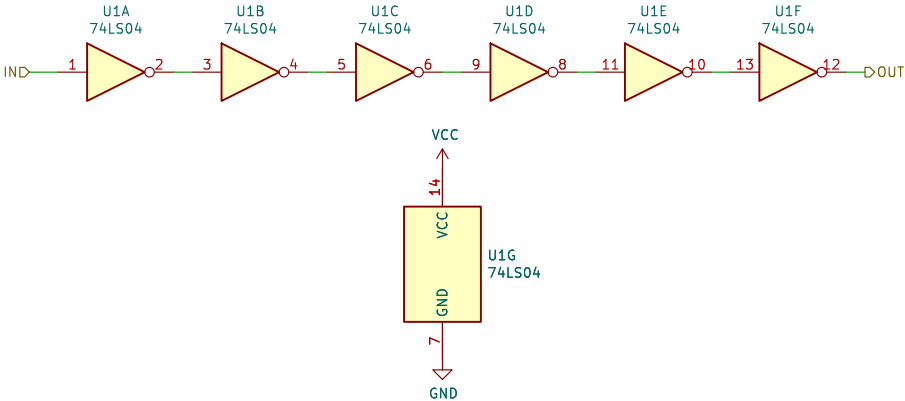 U1A
74LS04
U1B
74LS04
U1C
74LS04
U1D
74LS04
U1E
74LS04
U1F
74LS04
IN
1
2
3
4
5
6
9
8
11
10
13
12
OUT
VCC
14
VCC
U1G
74LS04
GND
7
GND